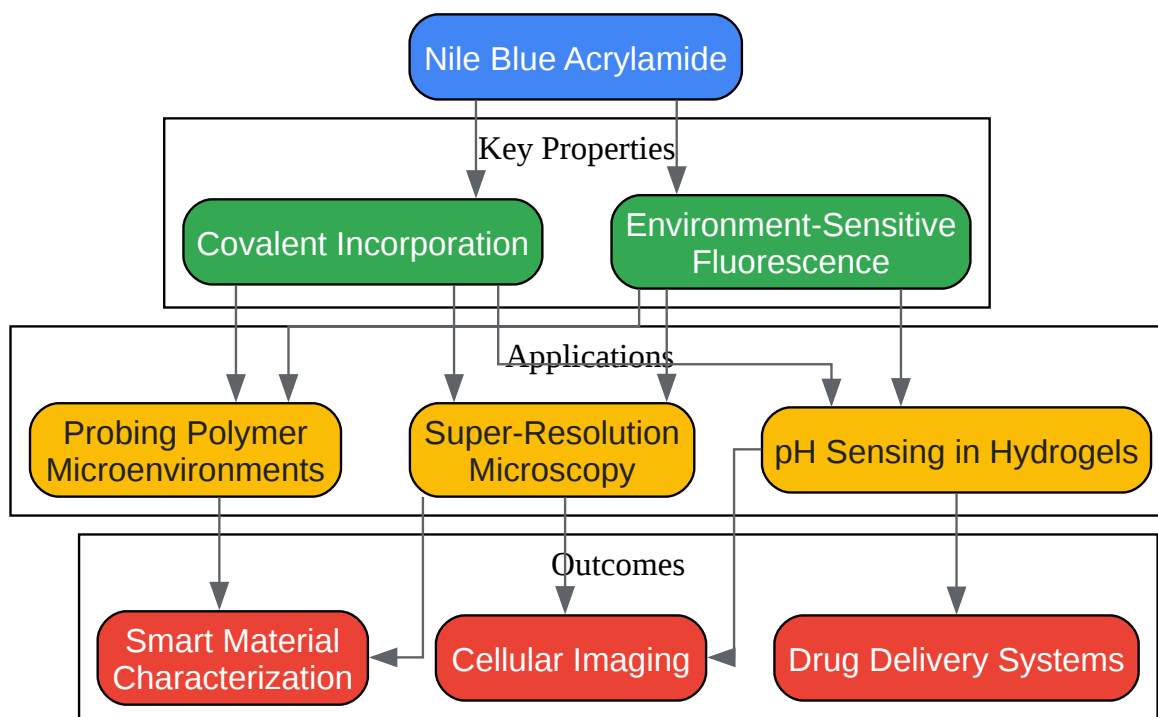 Nile Blue Acrylamide
Key Properties
Covalent Incorporation
Environment-Sensitive
Fluorescence
Applications
Probing Polymer
Microenvironments
Super-Resolution
Microscopy
pH Sensing in Hydrogels
Outcomes
Smart Material
Characterization
Cellular Imaging
Drug Delivery Systems